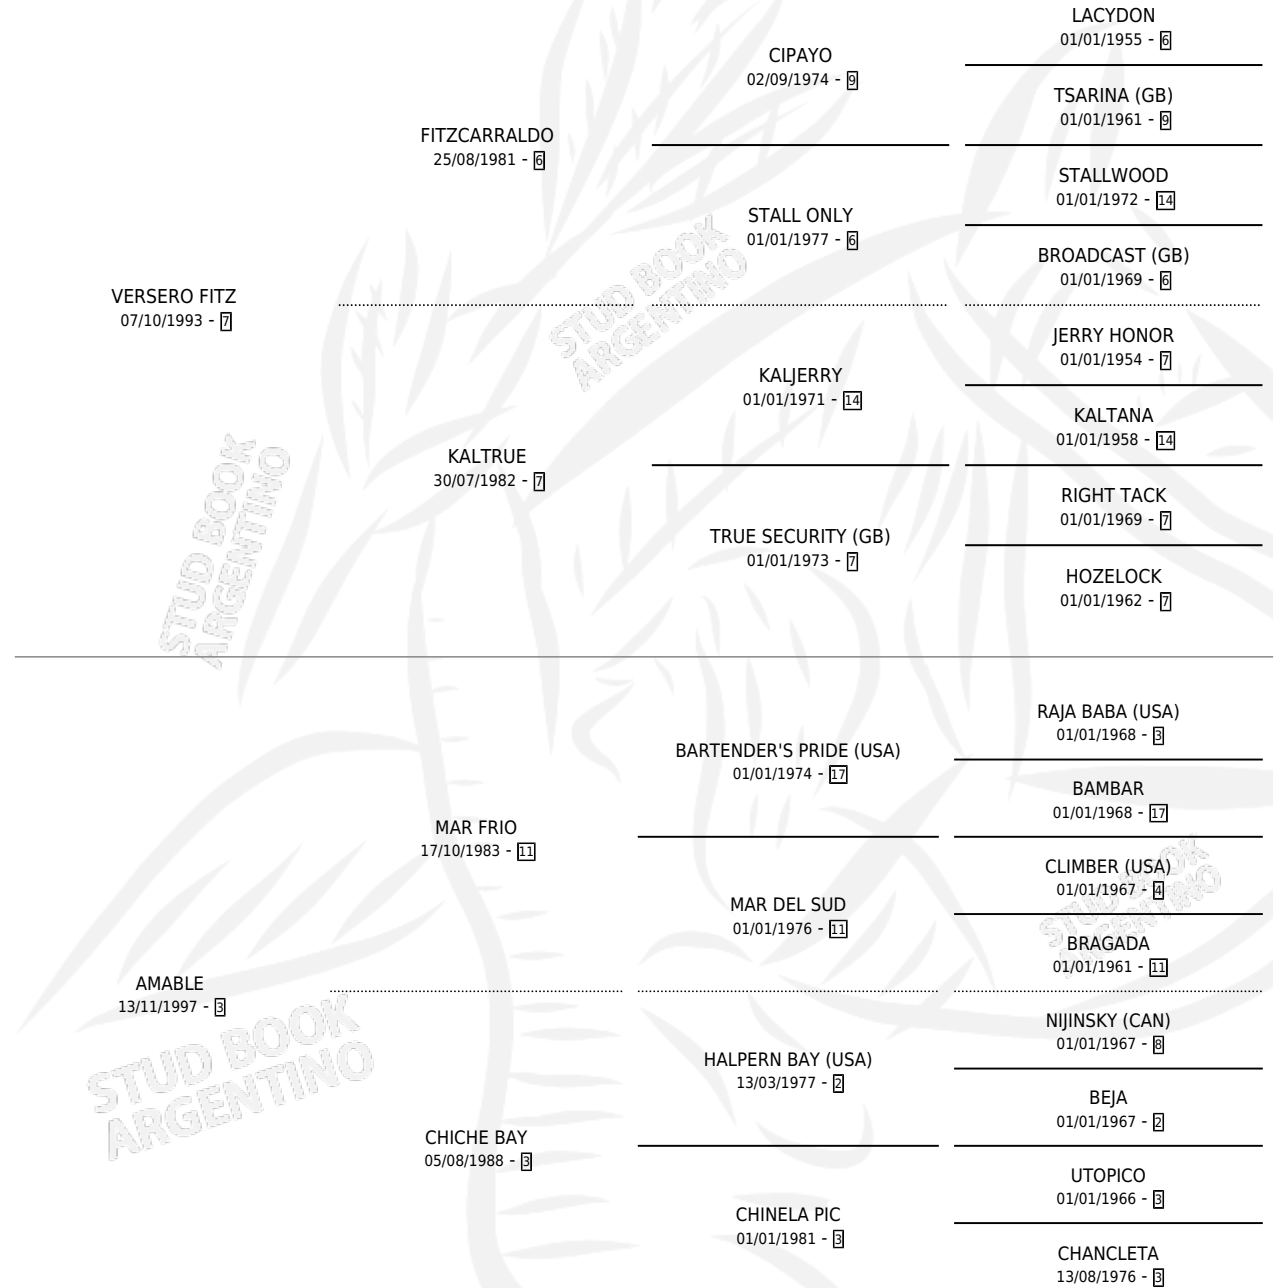 LACYDON
01/01/1955 - 6
CIPAYO
02/09/1974 - 9
TSARINA (GB)
01/01/1961 - 9
FITZCARRALDO
25/08/1981 - 6
STALLWOOD
01/01/1972 - 14
STALL ONLY
01/01/1977 - 6
BROADCAST (GB)
01/01/1969 - 6
VERSERO FITZ
07/10/1993 - 7
JERRY HONOR
01/01/1954 - 7
KALJERRY
01/01/1971 - 14
KALTANA
01/01/1958 - 14
KALTRUE
30/07/1982 - 7
RIGHT TACK
01/01/1969 - 7
TRUE SECURITY (GB)
01/01/1973 - 7
HOZELOCK
01/01/1962 - 7
STUD BOOK
ARGENTINO
STUD BOOK
ARGENTINO
RAJA BABA (USA)
01/01/1968 - 3
BARTENDER'S PRIDE (USA)
01/01/1974 - 17
BAMBAR
01/01/1968 - 17
MAR FRIO
17/10/1983 - 11
CLIMBER (USA)
01/01/1967 - 4
MAR DEL SUD
01/01/1976 - 11
BRAGADA
01/01/1961 - 11
AMABLE
13/11/1997 - 3
NIJINSKY (CAN)
01/01/1967 - 8
HALPERN BAY (USA)
13/03/1977 - 2
BEJA
01/01/1967 - 2
CHICHE BAY
05/08/1988 - 3
UTOPICO
01/01/1966 - 3
CHINELA PIC
01/01/1981 - 3
CHANCLETA
13/08/1976 - 3
STUD BOOK
ARGENTINO
STUD BOOK
ARGENTINO